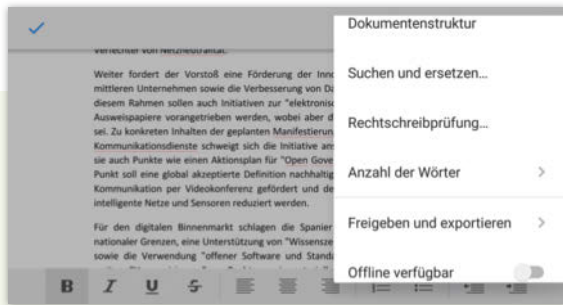 Verfechter von Netzneutralität.
Weiter fordert der Vorstoß eine Förderung der
mittleren Unternehmen sowie die Verbesserung von
diesem Rahmen sollen auch Initiativen zur "elektronisc
Ausweispapiere vorangetrieben werden, wobei aber d
sei. Zu konkreten Inhalten der geplanten Manifestierun
Kommunikationsdienste schweigt sich die Initiative
sie auch Punkte wie einen Aktionsplan für "Open Gove
Punkt soll eine global akzeptierte Definition nachhaltig
Kommunikation per Videokonferenz gefördert und de
intelligente Netze und Sensoren reduziert werden.
Für den digitalen Binnenmarkt schlagen die Spanier
nationaler Grenzen, eine Unterstützung von "Wissensze
sowie die Verwendung "offener Software und Standa
B I U S
Dokumentenstruktur
Suchen und ersetzen...
Rechtschreibprüfung...
Anzahl der Wörter
Freigeben und exportieren
Offline verfügbar